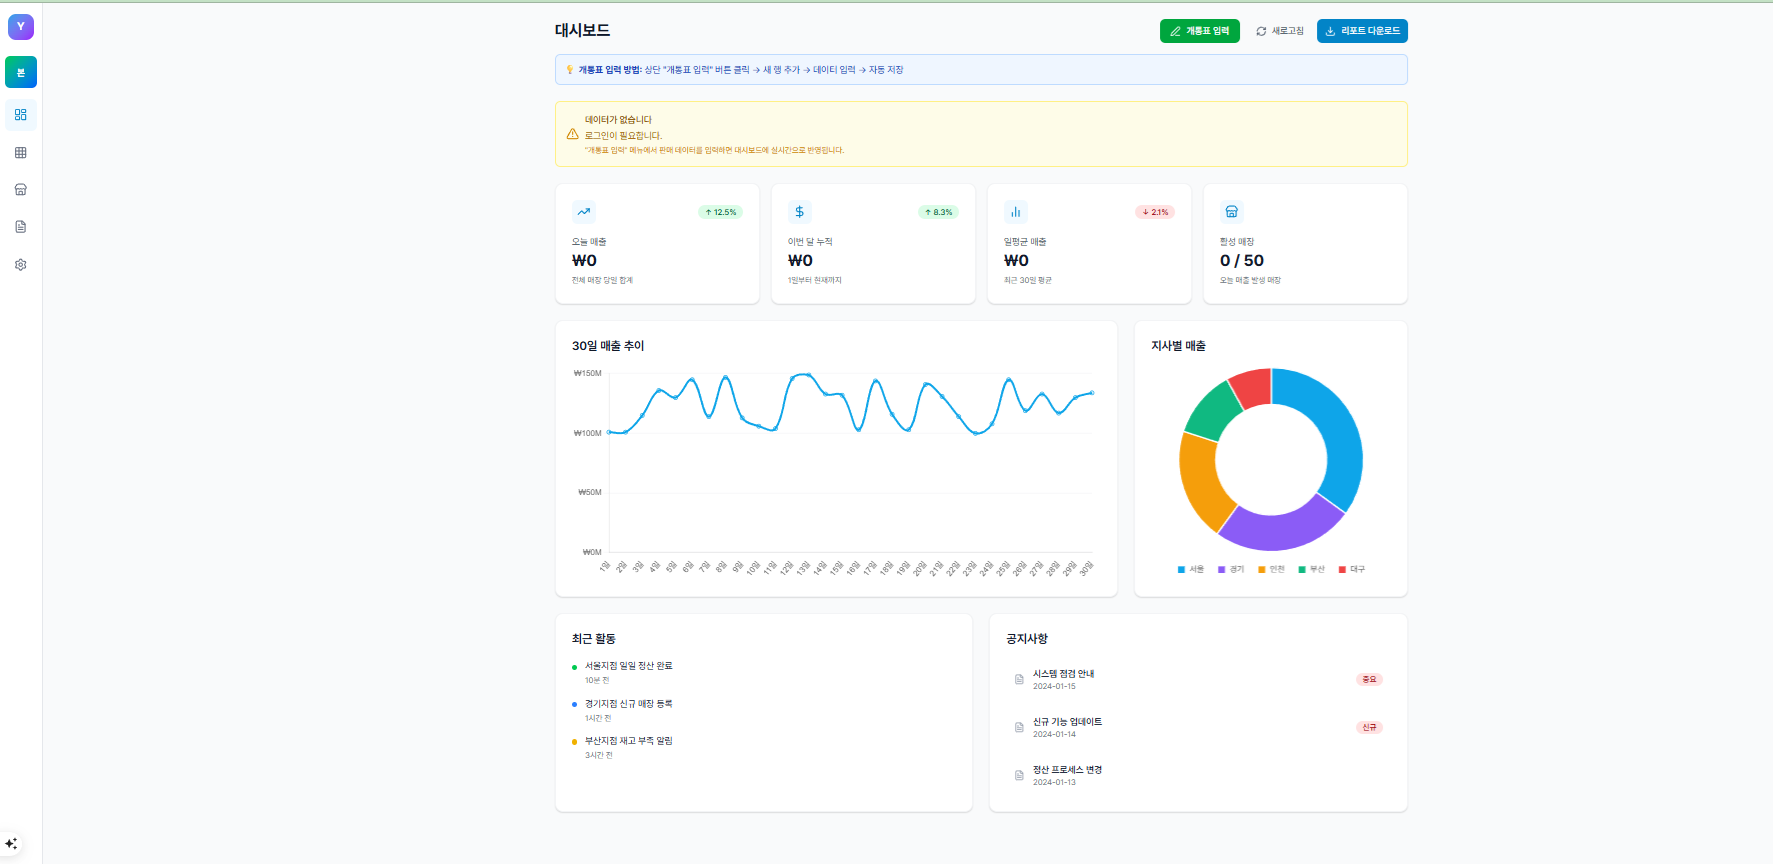 Y
본
대시보드
개통표 입력
새로고침
리포트 다운로드
개통표 입력 방법: 상단 "개통표 입력" 버튼 클릭 → 새 행 추가 → 데이터 입력 → 자동 저장
데이터가 없습니다
로그인이 필요합니다.
"개통표 입력" 메뉴에서 판매 데이터를 입력하면 대시보드에 실시간으로 반영됩니다.
↑ 12.5%
오늘 매출
₩0
전체 매장 당일 합계
↑ 8.3%
이번 달 누적
₩0
1일부터 현재까지
↓ 2.1%
일평균 매출
₩0
최근 30일 평균
활성 매장
0 / 50
오늘 매출 발생 매장
30일 매출 추이
₩150M
₩100M
₩50M
₩0M
1일 2일 3일 4일 5일 6일 7일 8일 9일 10일 11일 12일 13일 14일 15일 16일 17일 18일 19일 20일 21일 22일 23일 24일 25일 26일 27일 28일 29일 30일
지사별 매출
서울 경기 인천 부산 대구
최근 활동
서울지점 일일 정산 완료
10분 전
경기지점 신규 매장 등록
1시간 전
부산지점 재고 부족 알림
3시간 전
공지사항
시스템 점검 안내
2024-01-15
중요
신규 기능 업데이트
2024-01-14
신규
정산 프로세스 변경
2024-01-13